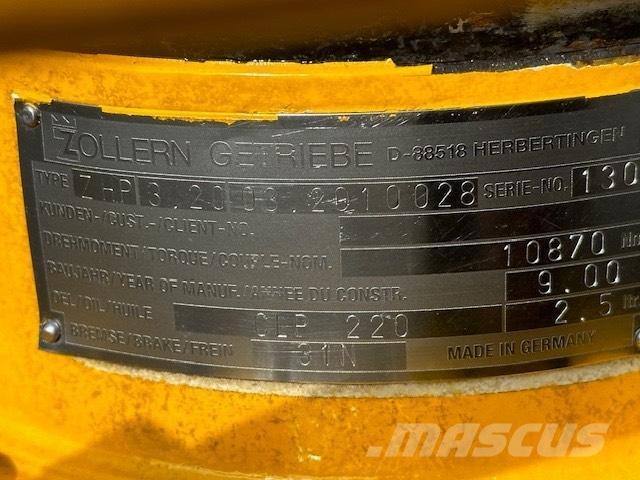 ZOLLERN GETRIEBE D-88518 HERBERTINGEN
TYPE ZHP 3.20 03.2010028 SERIE-NO. 130
KUNDEN-/CUST.-/CLIENT-NO.
DREHMOMENT/TORQUE/COUPLE-NOM. 10870 Nm
BAUJAHR/YEAR OF MANUF./ANNEE DU CONSTR. 9.00
OEL/OIL/HUILE CLP 220 2.5
BREMSE/BRAKE/FREIN 31N MADE IN GERMANY
MASCUS